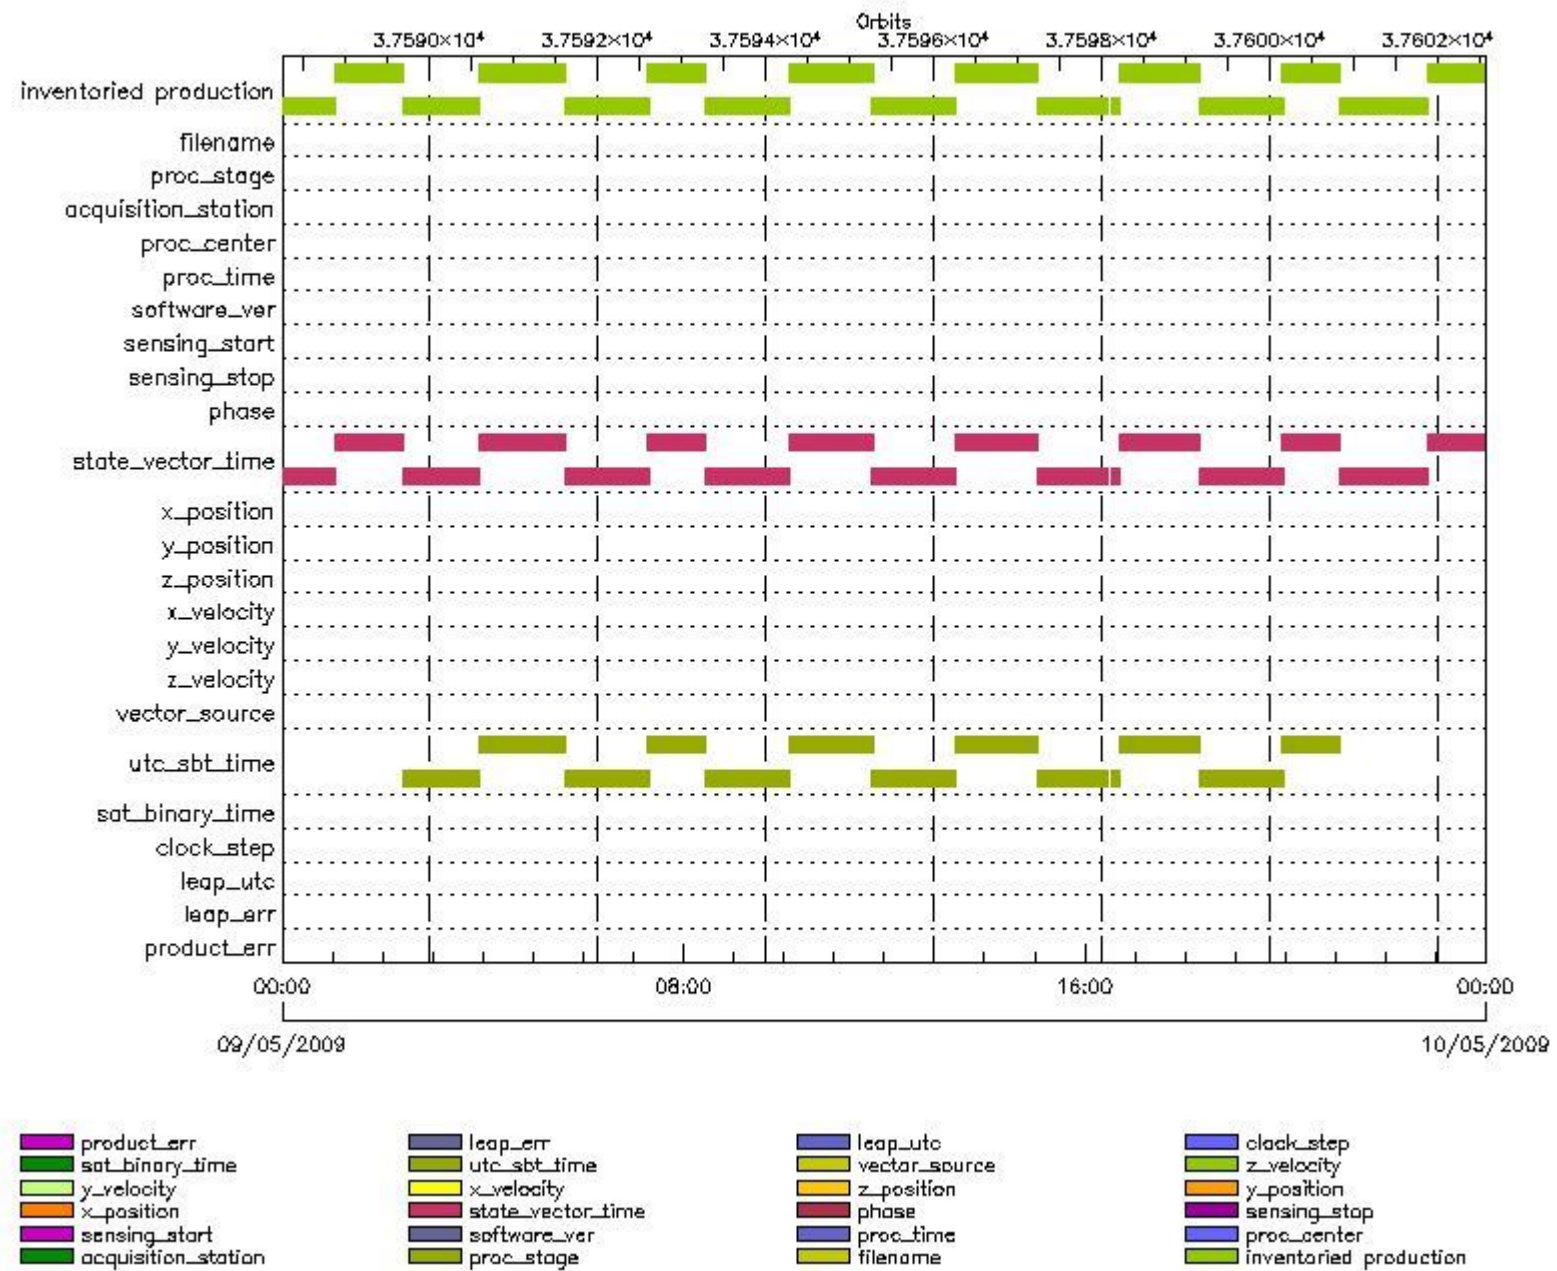 Orbits
3.7590×10⁴ 3.7592×10⁴ 3.7594×10⁴ 3.7596×10⁴ 3.7598×10⁴ 3.7600×10⁴ 3.7602×10⁴
inventoried production
filename
proc_stage
acquisition_station
proc_center
proc_time
software_ver
sensing_start
sensing_stop
phase
state_vector_time
x_position
y_position
z_position
x_velocity
y_velocity
z_velocity
vector_source
utc_sbt_time
sat_binary_time
clock_step
leap_utc
leap_err
product_err
00:00 08:00 16:00 00:00
09/05/2009 10/05/2009
product_err leap_err leap_utc clock_step
sat_binary_time utc_sbt_time vector_source z_velocity
y_velocity x_velocity z_position y_position
x_position state_vector_time phase sensing_stop
sensing_start software_ver proc_time proc_center
acquisition_station proc_stage filename inventoried production